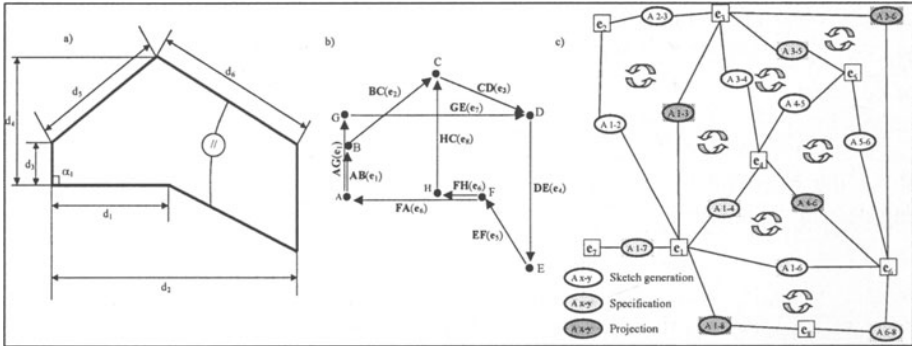 a)
d₄
d₅
d₆
d₃
α₁
//
d₁
d₂
b)
C
BC(e₂)
CD(e₃)
G
GE(e₇)
D
B
AG(e₁)
AB(e₁)
HC(e₈)
DE(e₄)
A
H
FH(e₆)
F
FA(e₆)
EF(e₅)
E
c)
A 2-3
e₃
A 3-6
A 3-5
A 3-4
e₅
A 1-3
A 4-5
A 1-2
A 5-6
e₄
A 1-4
A 4-6
A 1-7
e₁
A 1-6
e₆
A x-y Sketch generation
A x-y Specification
A x-y Projection
A 1-8
e₈
A 6-8